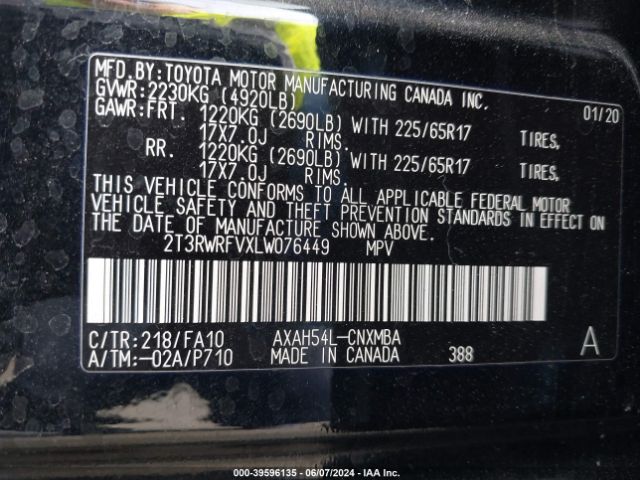 MFD.BY:TOYOTA MOTOR MANUFACTURING CANADA INC.
GVWR:2230KG (4920LB) 01/20
GAWR:FRT. 1220KG (2690LB) WITH 225/65R17 TIRES,
17X7.0J RIMS.
RR. 1220KG (2690LB) WITH 225/65R17 TIRES,
17X7.0J RIMS.
THIS VEHICLE CONFORMS TO ALL APPLICABLE FEDERAL MOTOR
VEHICLE SAFETY AND THEFT PREVENTION STANDARDS IN EFFECT ON
THE DATE OF MANUFACTURE SHOWN ABOVE.
2T3RWRFVXLW076449 MPV
C/TR:218/FA10 AXAH54L-CNXMBA A
A/TM:-02A/P710 MADE IN CANADA 388
000-39596135 - 06/07/2024 - IAA Inc.